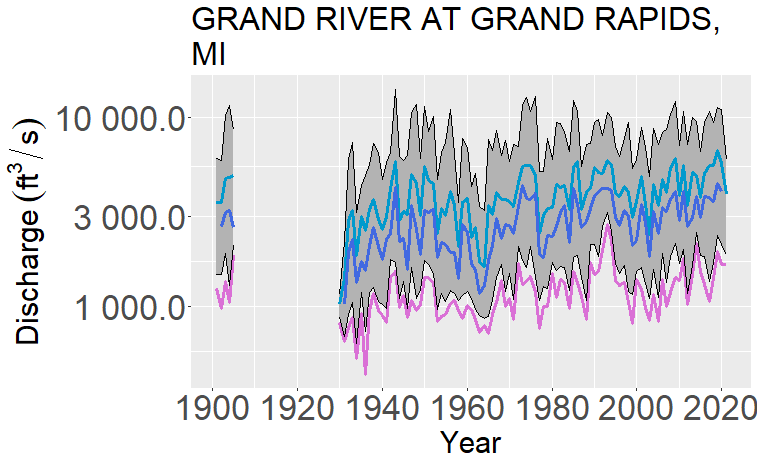 GRAND RIVER AT GRAND RAPIDS,
MI
10 000.0
3 000.0
1 000.0
Discharge (ft³/s)
1900 1920 1940 1960 1980 2000 2020
Year